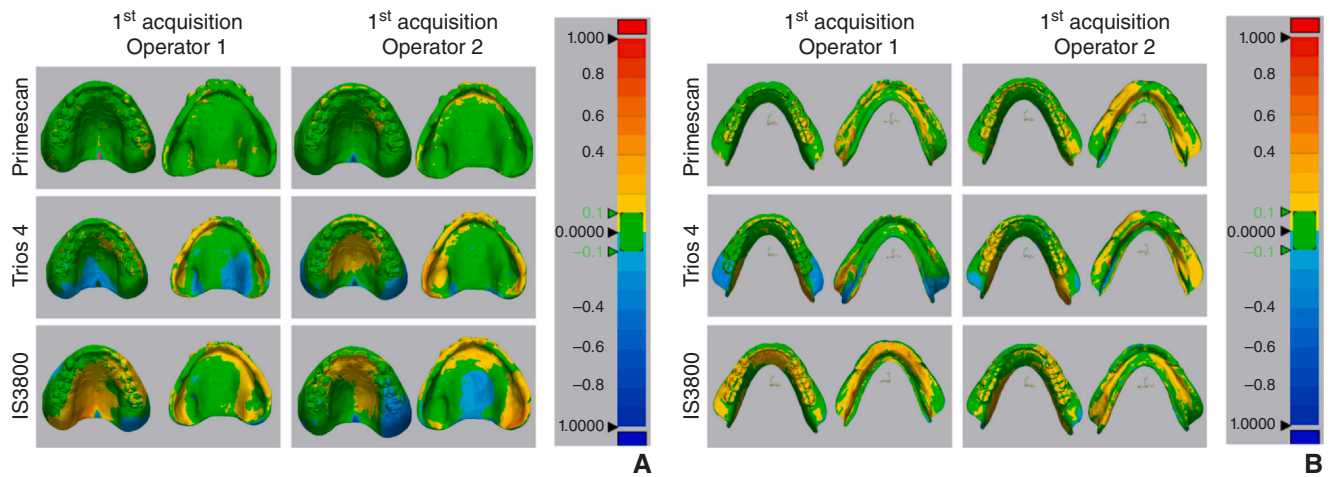 1st acquisition
Operator 1
1st acquisition
Operator 2
Primescan
Trios 4
IS3800
1.000
0.8
0.6
0.4
0.1
0.0000
–0.1
–0.4
–0.6
–0.8
1.0000
A
1st acquisition
Operator 1
1st acquisition
Operator 2
Primescan
Trios 4
IS3800
1.000
0.8
0.6
0.4
0.1
0.0000
–0.1
–0.4
–0.6
–0.8
1.0000
B